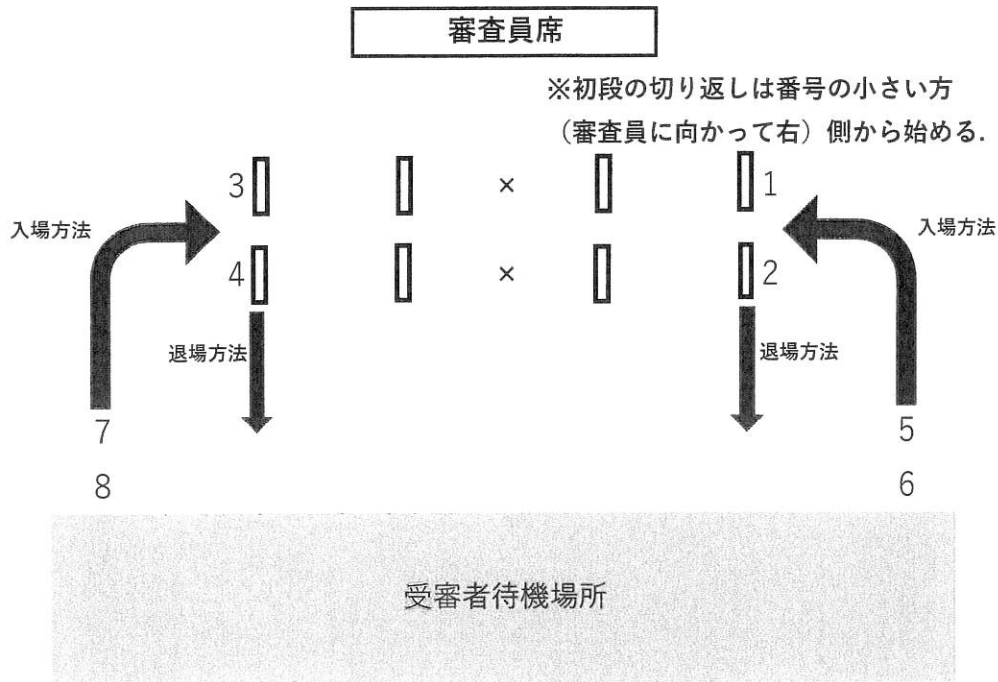 審査員席
※初段の切り返しは番号の小さい方
（審査員に向かって右）側から始める.
3 × 1
入場方法 入場方法
4 × 2
退場方法 退場方法
7 5
8 6
受審者待機場所